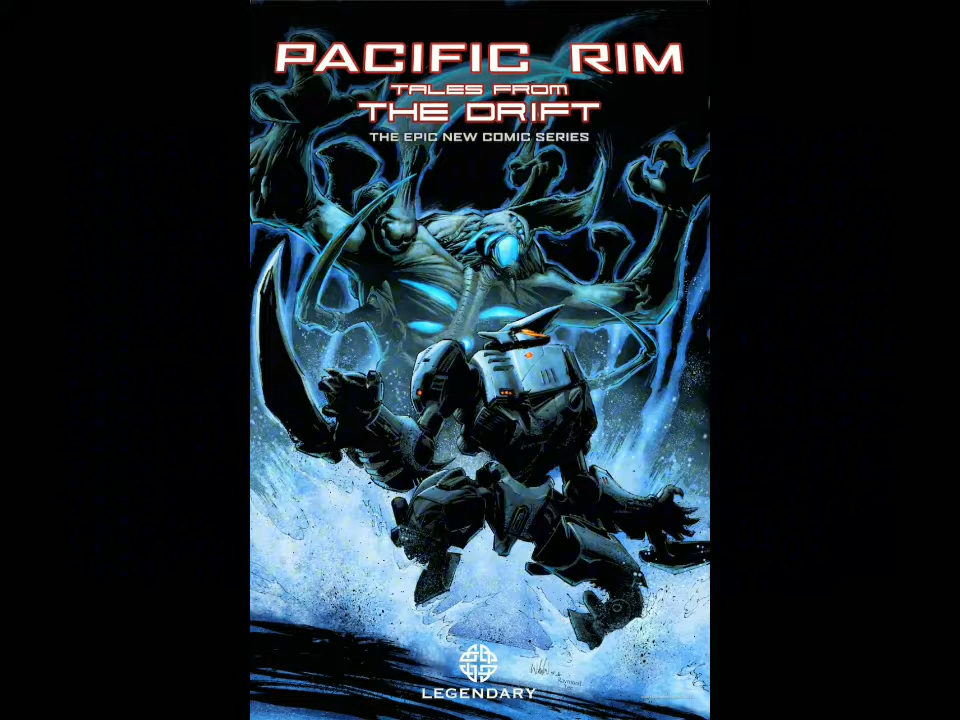 PACIFIC RIM
TALES FROM
THE DRIFT
THE EPIC NEW COMIC SERIES
LEGENDARY